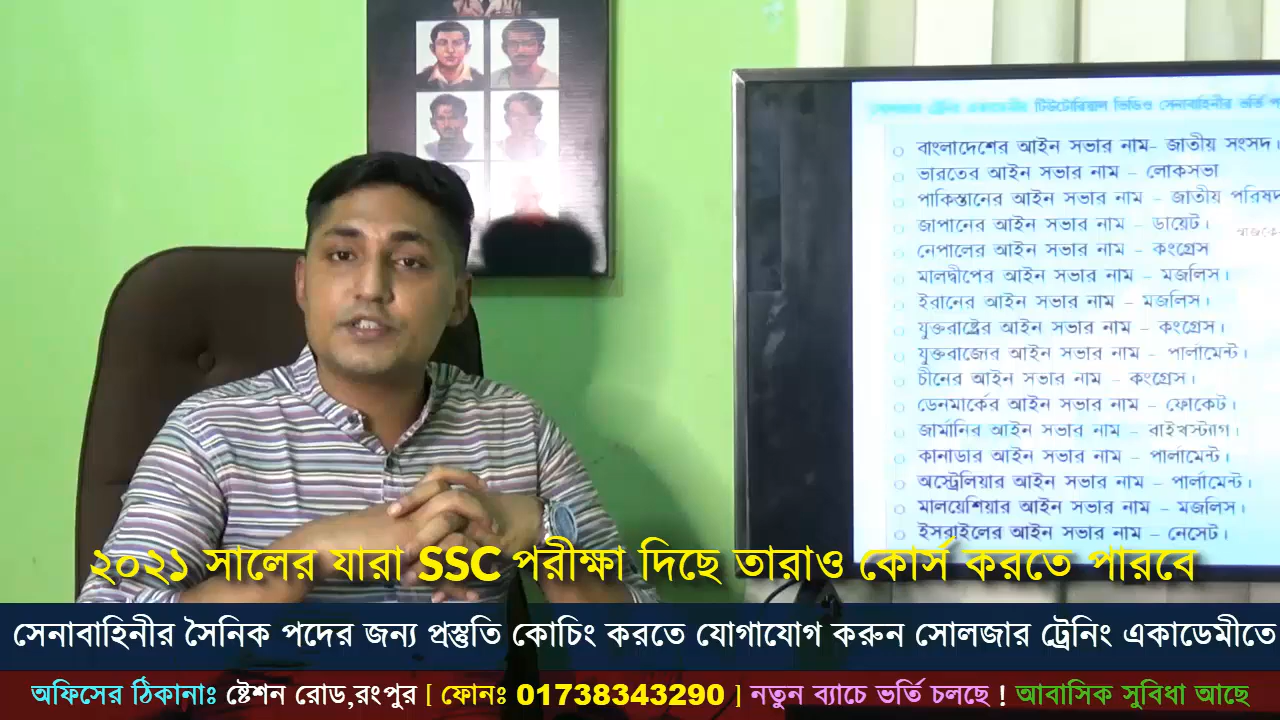 টিউটোরিয়াল ভিডিও সেনাবাহিনীর ভর্তি
বাংলাদেশের আইন সভার নাম- জাতীয় সংসদ।
ভারতের আইন সভার নাম – লোকসভা
পাকিস্তানের আইন সভার নাম – জাতীয় পরিষদ
জাপানের আইন সভার নাম – ডায়েট।
নেপালের আইন সভার নাম – কংগ্রেস
মালদ্বীপের আইন সভার নাম – মজলিস।
ইরানের আইন সভার নাম – মজলিস।
যুক্তরাষ্ট্রের আইন সভার নাম – কংগ্রেস।
যুক্তরাজ্যের আইন সভার নাম – পার্লামেন্ট।
চীনের আইন সভার নাম – কংগ্রেস।
ডেনমার্কের আইন সভার নাম – ফোকেট।
জার্মানির আইন সভার নাম –
কানাডার আইন সভার নাম – পার্লামেন্ট।
অস্ট্রেলিয়ার আইন সভার নাম – পার্লামেন্ট।
মালয়েশিয়ার আইন সভার নাম – মজলিস।
ইসরাইলের আইন সভার নাম – নেসেট।
২০২১ সালের যারা SSC পরীক্ষা দিছে তারাও কোর্স করতে পারবে
সেনাবাহিনীর সৈনিক পদের জন্য প্রস্তুতি কোচিং করতে যোগাযোগ করুন সোলজার ট্রেনিং একাডেমীতে
অফিসের ঠিকানাঃ ষ্টেশন রোড,রংপুর [ ফোনঃ 01738343290 ] নতুন ব্যাচে ভর্তি চলছে ! আবাসিক সুবিধা আছে